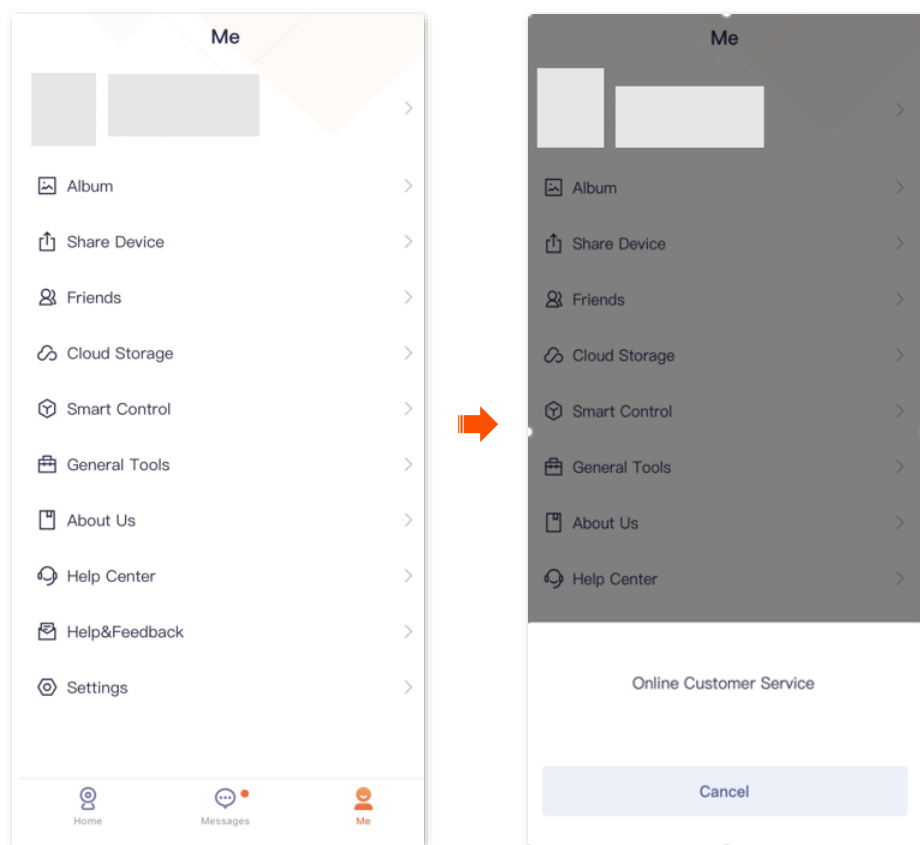 Me
Album
Share Device
Friends
Cloud Storage
Smart Control
General Tools
About Us
Help Center
Help&Feedback
Settings
Home
Messages
Me
Me
Album
Share Device
Friends
Cloud Storage
Smart Control
General Tools
About Us
Help Center
Online Customer Service
Cancel